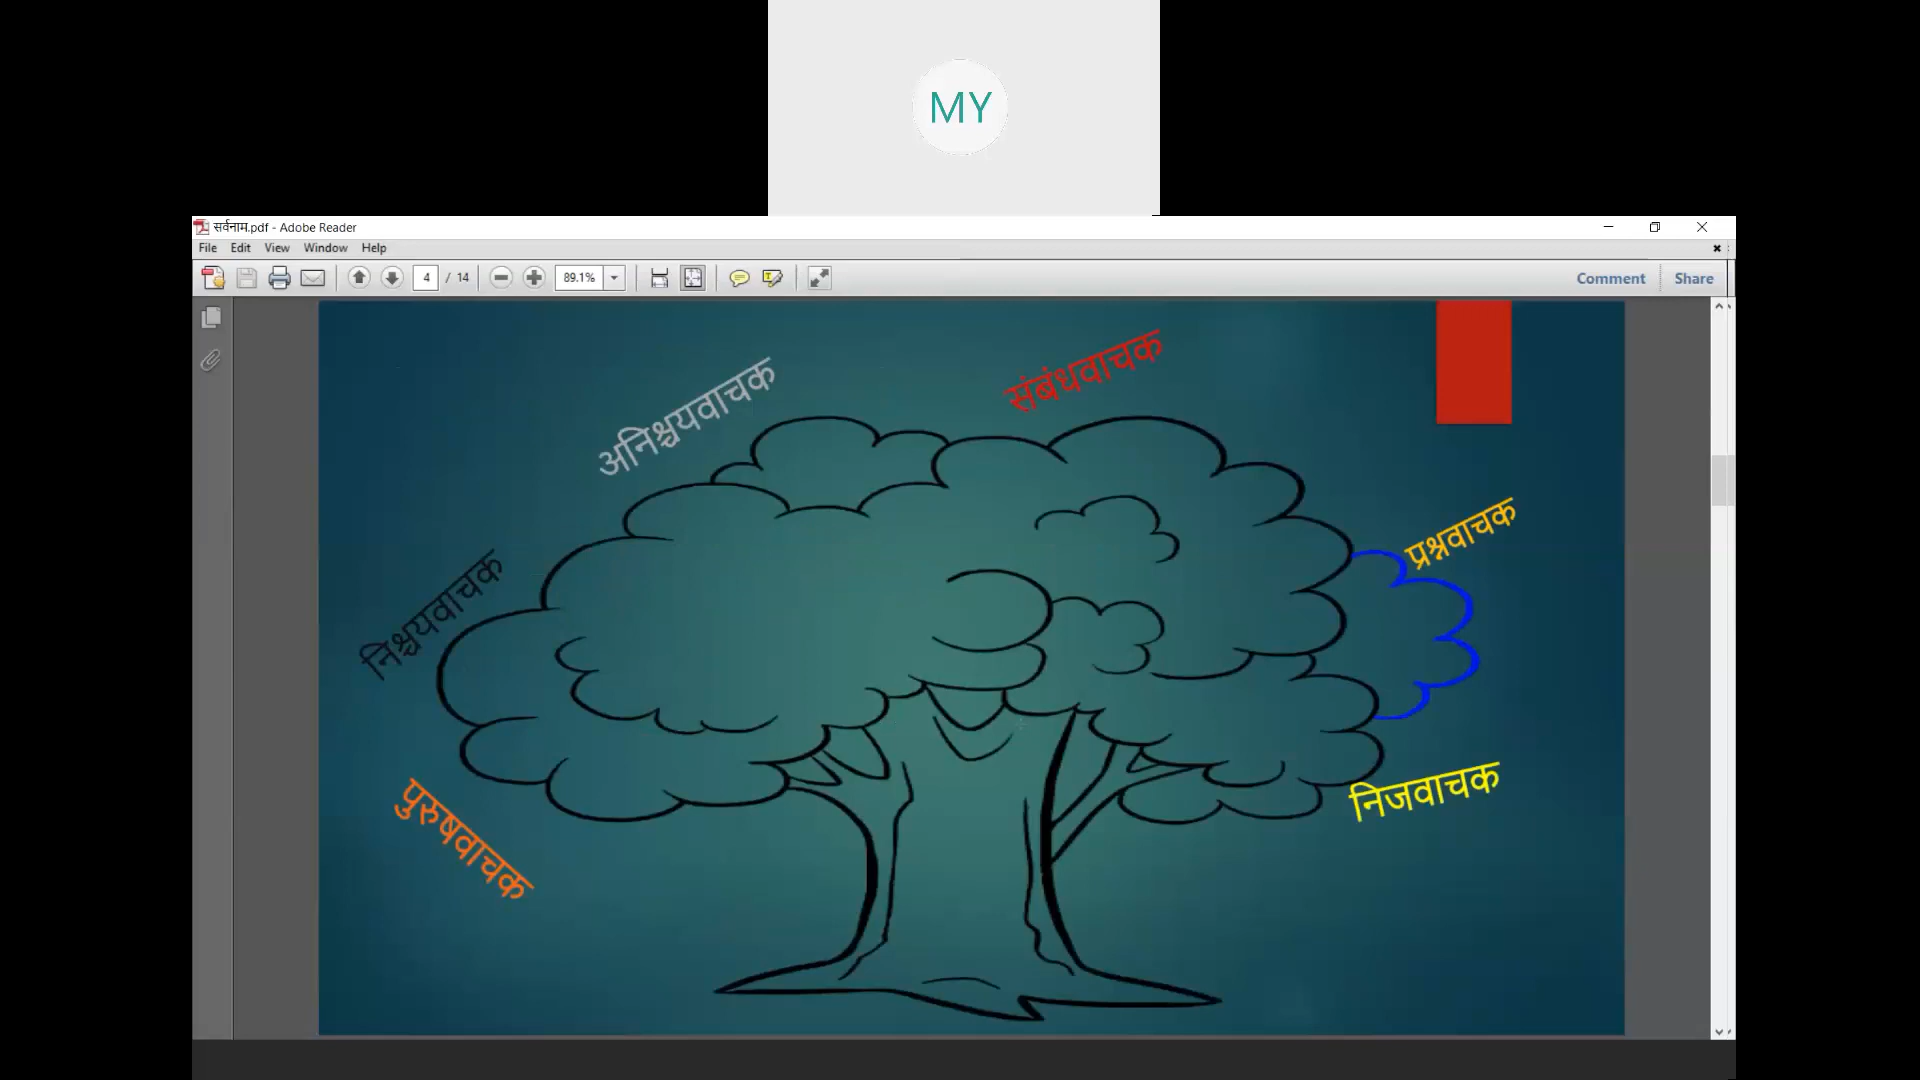 MY
सर्वनाम.pdf - Adobe Reader
File Edit View Window Help
4 / 14 89.1% Comment Share
संबंधवाचक
अनिश्चयवाचक
प्रश्नवाचक
निश्चयवाचक
निजवाचक
पुरुषवाचक